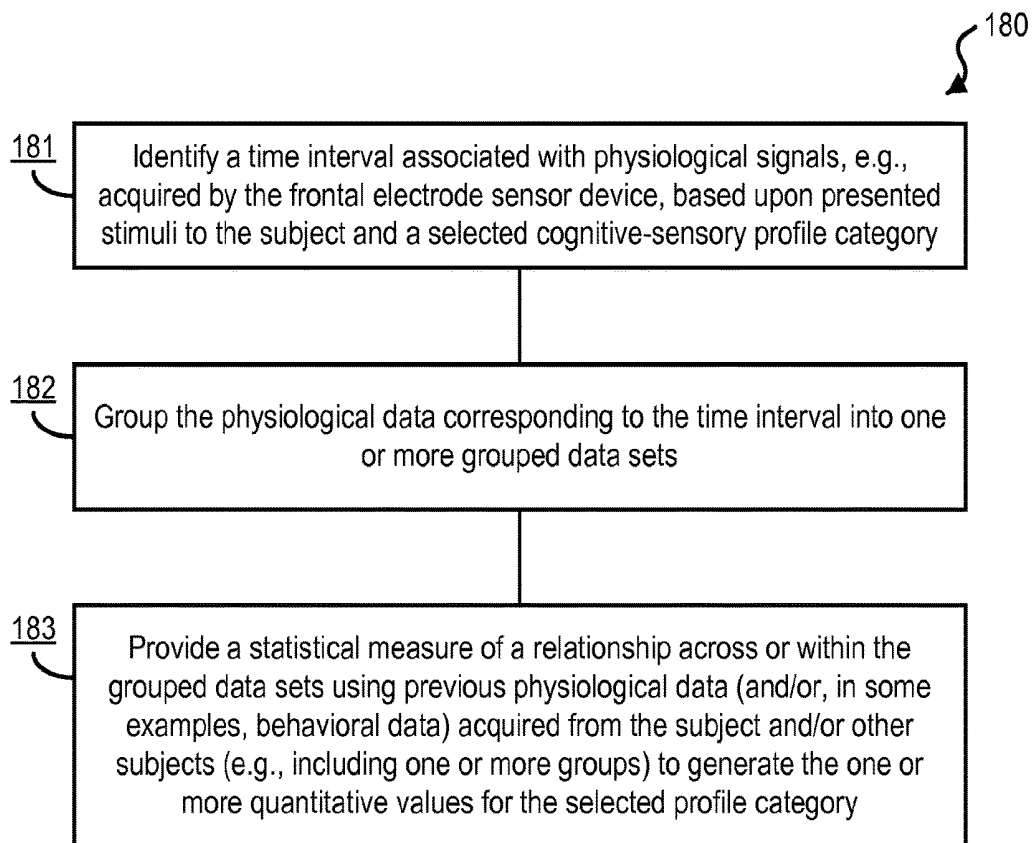 180
181
Identify a time interval associated with physiological signals, e.g.,
acquired by the frontal electrode sensor device, based upon presented
stimuli to the subject and a selected cognitive-sensory profile category
182
Group the physiological data corresponding to the time interval into one
or more grouped data sets
183
Provide a statistical measure of a relationship across or within the
grouped data sets using previous physiological data (and/or, in some
examples, behavioral data) acquired from the subject and/or other
subjects (e.g., including one or more groups) to generate the one or
more quantitative values for the selected profile category